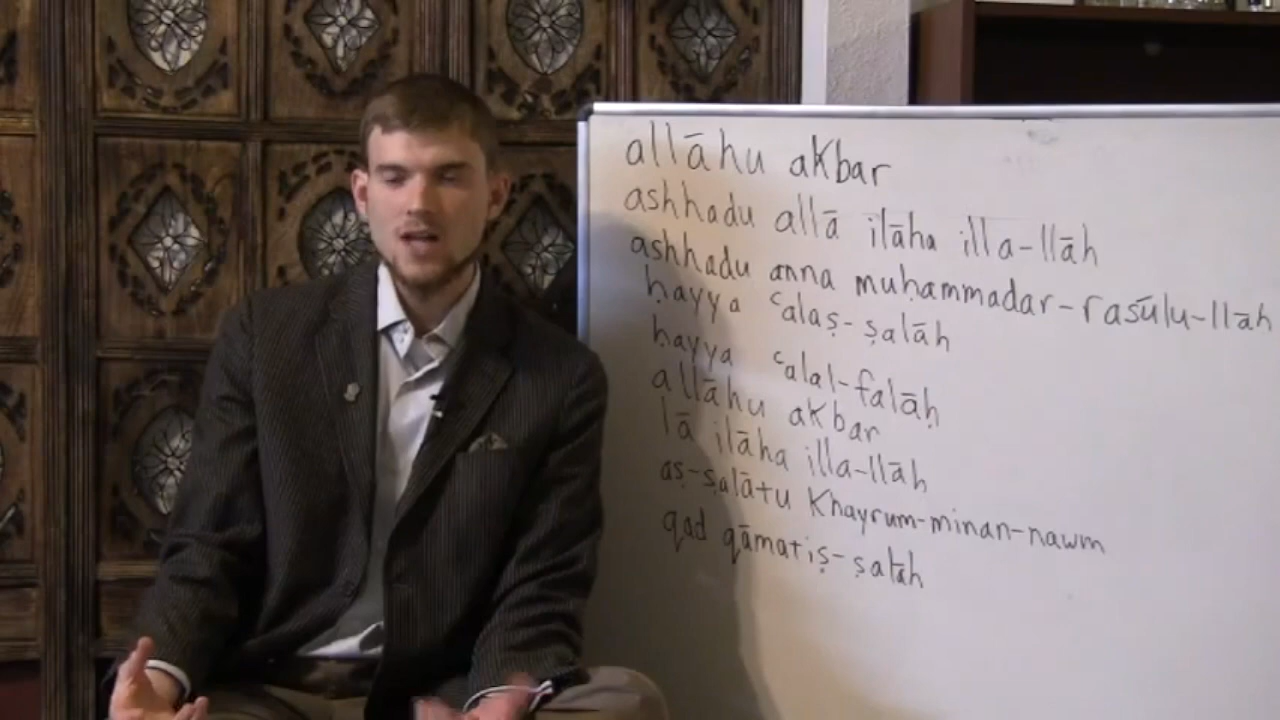 allāhu akbar
ashhadu allā ilāha illa-llāh
ashhadu anna muḥammadar-rasūlu-llāh
ḥayya ʿalaṣ-ṣalāh
ḥayya ʿalal-falāḥ
allāhu akbar
lā ilāha illa-llāh
aṣ-ṣalātu khayrum-minan-nawm
qad qāmatiṣ-ṣalāh